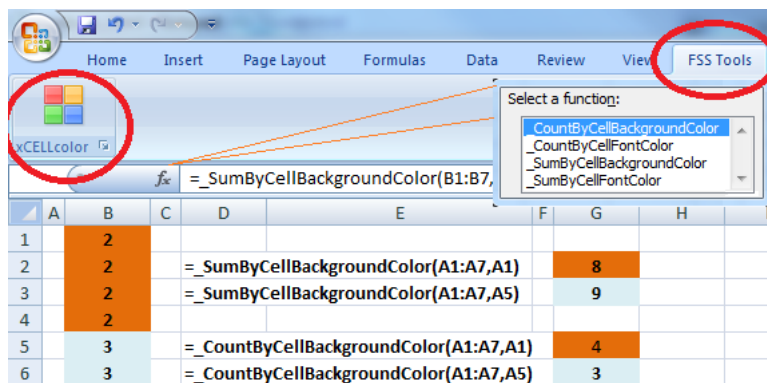 Home Insert Page Layout Formulas Data Review View FSS Tools
Select a function:
_CountByCellBackgroundColor
_CountByCellFontColor
_SumByCellBackgroundColor
_SumByCellFontColor
xCELLcolor
fx =_SumByCellBackgroundColor(B1:B7,
A B C D E F G H
1 2
2 2 =_SumByCellBackgroundColor(A1:A7,A1) 8
3 2 =_SumByCellBackgroundColor(A1:A7,A5) 9
4 2
5 3 =_CountByCellBackgroundColor(A1:A7,A1) 4
6 3 =_CountByCellBackgroundColor(A1:A7,A5) 3